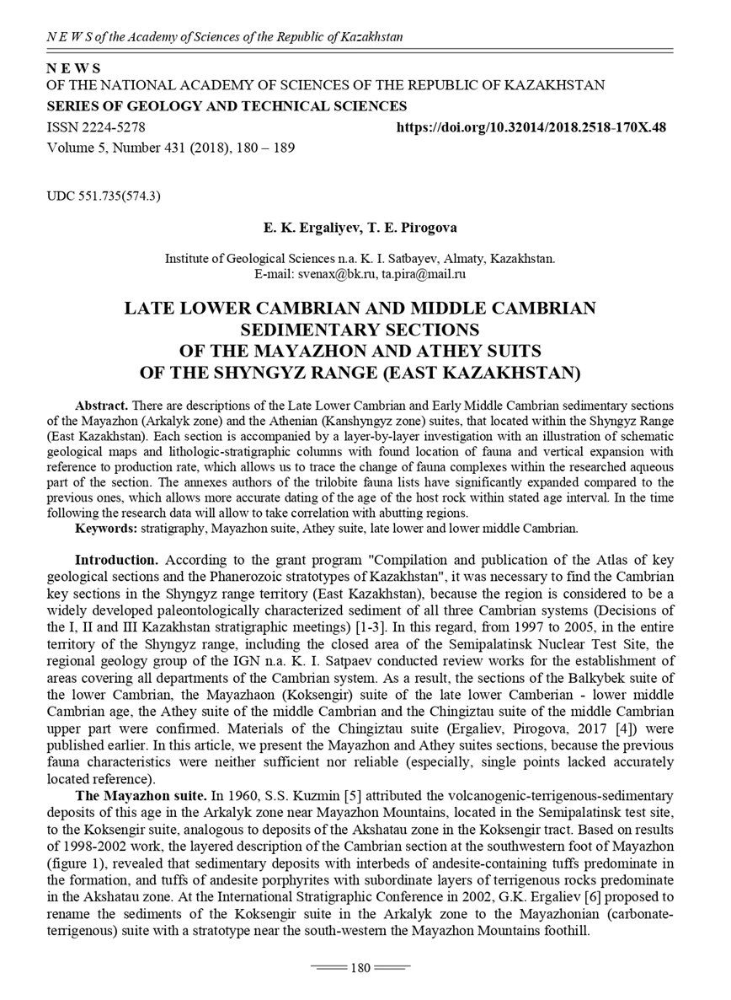 N E W S of the Academy of Sciences of the Republic of Kazakhstan
N E W S
OF THE NATIONAL ACADEMY OF SCIENCES OF THE REPUBLIC OF KAZAKHSTAN
SERIES OF GEOLOGY AND TECHNICAL SCIENCES
ISSN 2224-5278 https://doi.org/10.32014/2018.2518-170X.48
Volume 5, Number 431 (2018), 180 – 189
UDC 551.735(574.3)
E. K. Ergaliyev, T. E. Pirogova
Institute of Geological Sciences n.a. K. I. Satbayev, Almaty, Kazakhstan.
E-mail: svenax@bk.ru, ta.pira@mail.ru
LATE LOWER CAMBRIAN AND MIDDLE CAMBRIAN
SEDIMENTARY SECTIONS
OF THE MAYAZHON AND ATHEY SUITS
OF THE SHYNGYZ RANGE (EAST KAZAKHSTAN)
Abstract. There are descriptions of the Late Lower Cambrian and Early Middle Cambrian sedimentary sections
of the Mayazhon (Arkalyk zone) and the Athenian (Kanshyngyz zone) suites, that located within the Shyngyz Range
(East Kazakhstan). Each section is accompanied by a layer-by-layer investigation with an illustration of schematic
geological maps and lithologic-stratigraphic columns with found location of fauna and vertical expansion with
reference to production rate, which allows us to trace the change of fauna complexes within the researched aqueous
part of the section. The annexes authors of the trilobite fauna lists have significantly expanded compared to the
previous ones, which allows more accurate dating of the age of the host rock within stated age interval. In the time
following the research data will allow to take correlation with abutting regions.
Keywords: stratigraphy, Mayazhon suite, Athey suite, late lower and lower middle Cambrian.
Introduction. According to the grant program "Compilation and publication of the Atlas of key
geological sections and the Phanerozoic stratotypes of Kazakhstan", it was necessary to find the Cambrian
key sections in the Shyngyz range territory (East Kazakhstan), because the region is considered to be a
widely developed paleontologically characterized sediment of all three Cambrian systems (Decisions of
the I, II and III Kazakhstan stratigraphic meetings) [1-3]. In this regard, from 1997 to 2005, in the entire
territory of the Shyngyz range, including the closed area of the Semipalatinsk Nuclear Test Site, the
regional geology group of the IGN n.a. K. I. Satpaev conducted review works for the establishment of
areas covering all departments of the Cambrian system. As a result, the sections of the Balkybek suite of
the lower Cambrian, the Mayazhaon (Koksengir) suite of the late lower Camberian - lower middle
Cambrian age, the Athey suite of the middle Cambrian and the Chingiztau suite of the middle Cambrian
upper part were confirmed. Materials of the Chingiztau suite (Ergaliev, Pirogova, 2017 [4]) were
published earlier. In this article, we present the Mayazhon and Athey suites sections, because the previous
fauna characteristics were neither sufficient nor reliable (especially, single points lacked accurately
located reference).
The Mayazhon suite. In 1960, S.S. Kuzmin [5] attributed the volcanogenic-terrigenous-sedimentary
deposits of this age in the Arkalyk zone near Mayazhon Mountains, located in the Semipalatinsk test site,
to the Koksengir suite, analogous to deposits of the Akshatau zone in the Koksengir tract. Based on results
of 1998-2002 work, the layered description of the Cambrian section at the southwestern foot of Mayazhon
(figure 1), revealed that sedimentary deposits with interbeds of andesite-containing tuffs predominate in
the formation, and tuffs of andesite porphyrites with subordinate layers of terrigenous rocks predominate
in the Akshatau zone. At the International Stratigraphic Conference in 2002, G.K. Ergaliev [6] proposed to
rename the sediments of the Koksengir suite in the Arkalyk zone to the Mayazhonian (carbonate-
terrigenous) suite with a stratotype near the south-western the Mayazhon Mountains foothill.
180